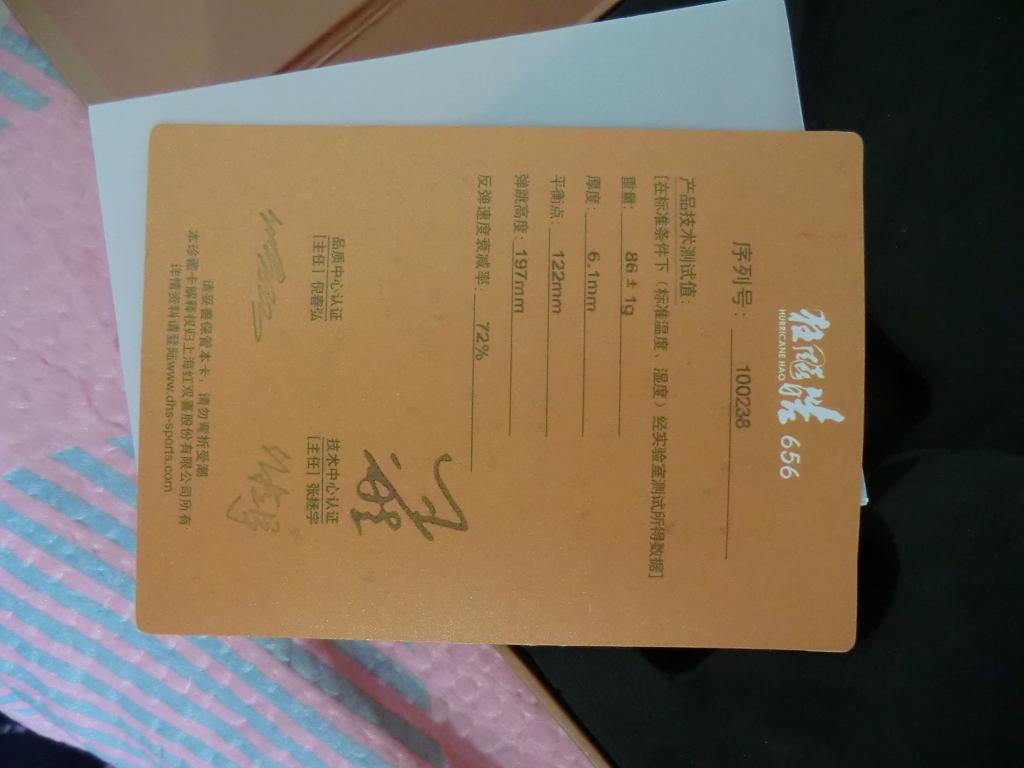 狂飚浩 656
HURRICANE HAO
序列号: 100238
产品技术测试值:
[在标准条件下(标准温度、湿度)经实验室测试所得数据]
重量: 86±1g
厚度: 6.1mm
平衡点: 122mm
弹跳高度: 197mm
反弹速度衰减率: 72%
品质中心认证 技术中心认证
[主任] 倪春弘 [主任] 张拯宇
请妥善保管本卡,请勿弯折受潮
本珍藏卡解释权归上海红双喜股份有限公司所有
详情资料请登陆www.dhs-sports.com